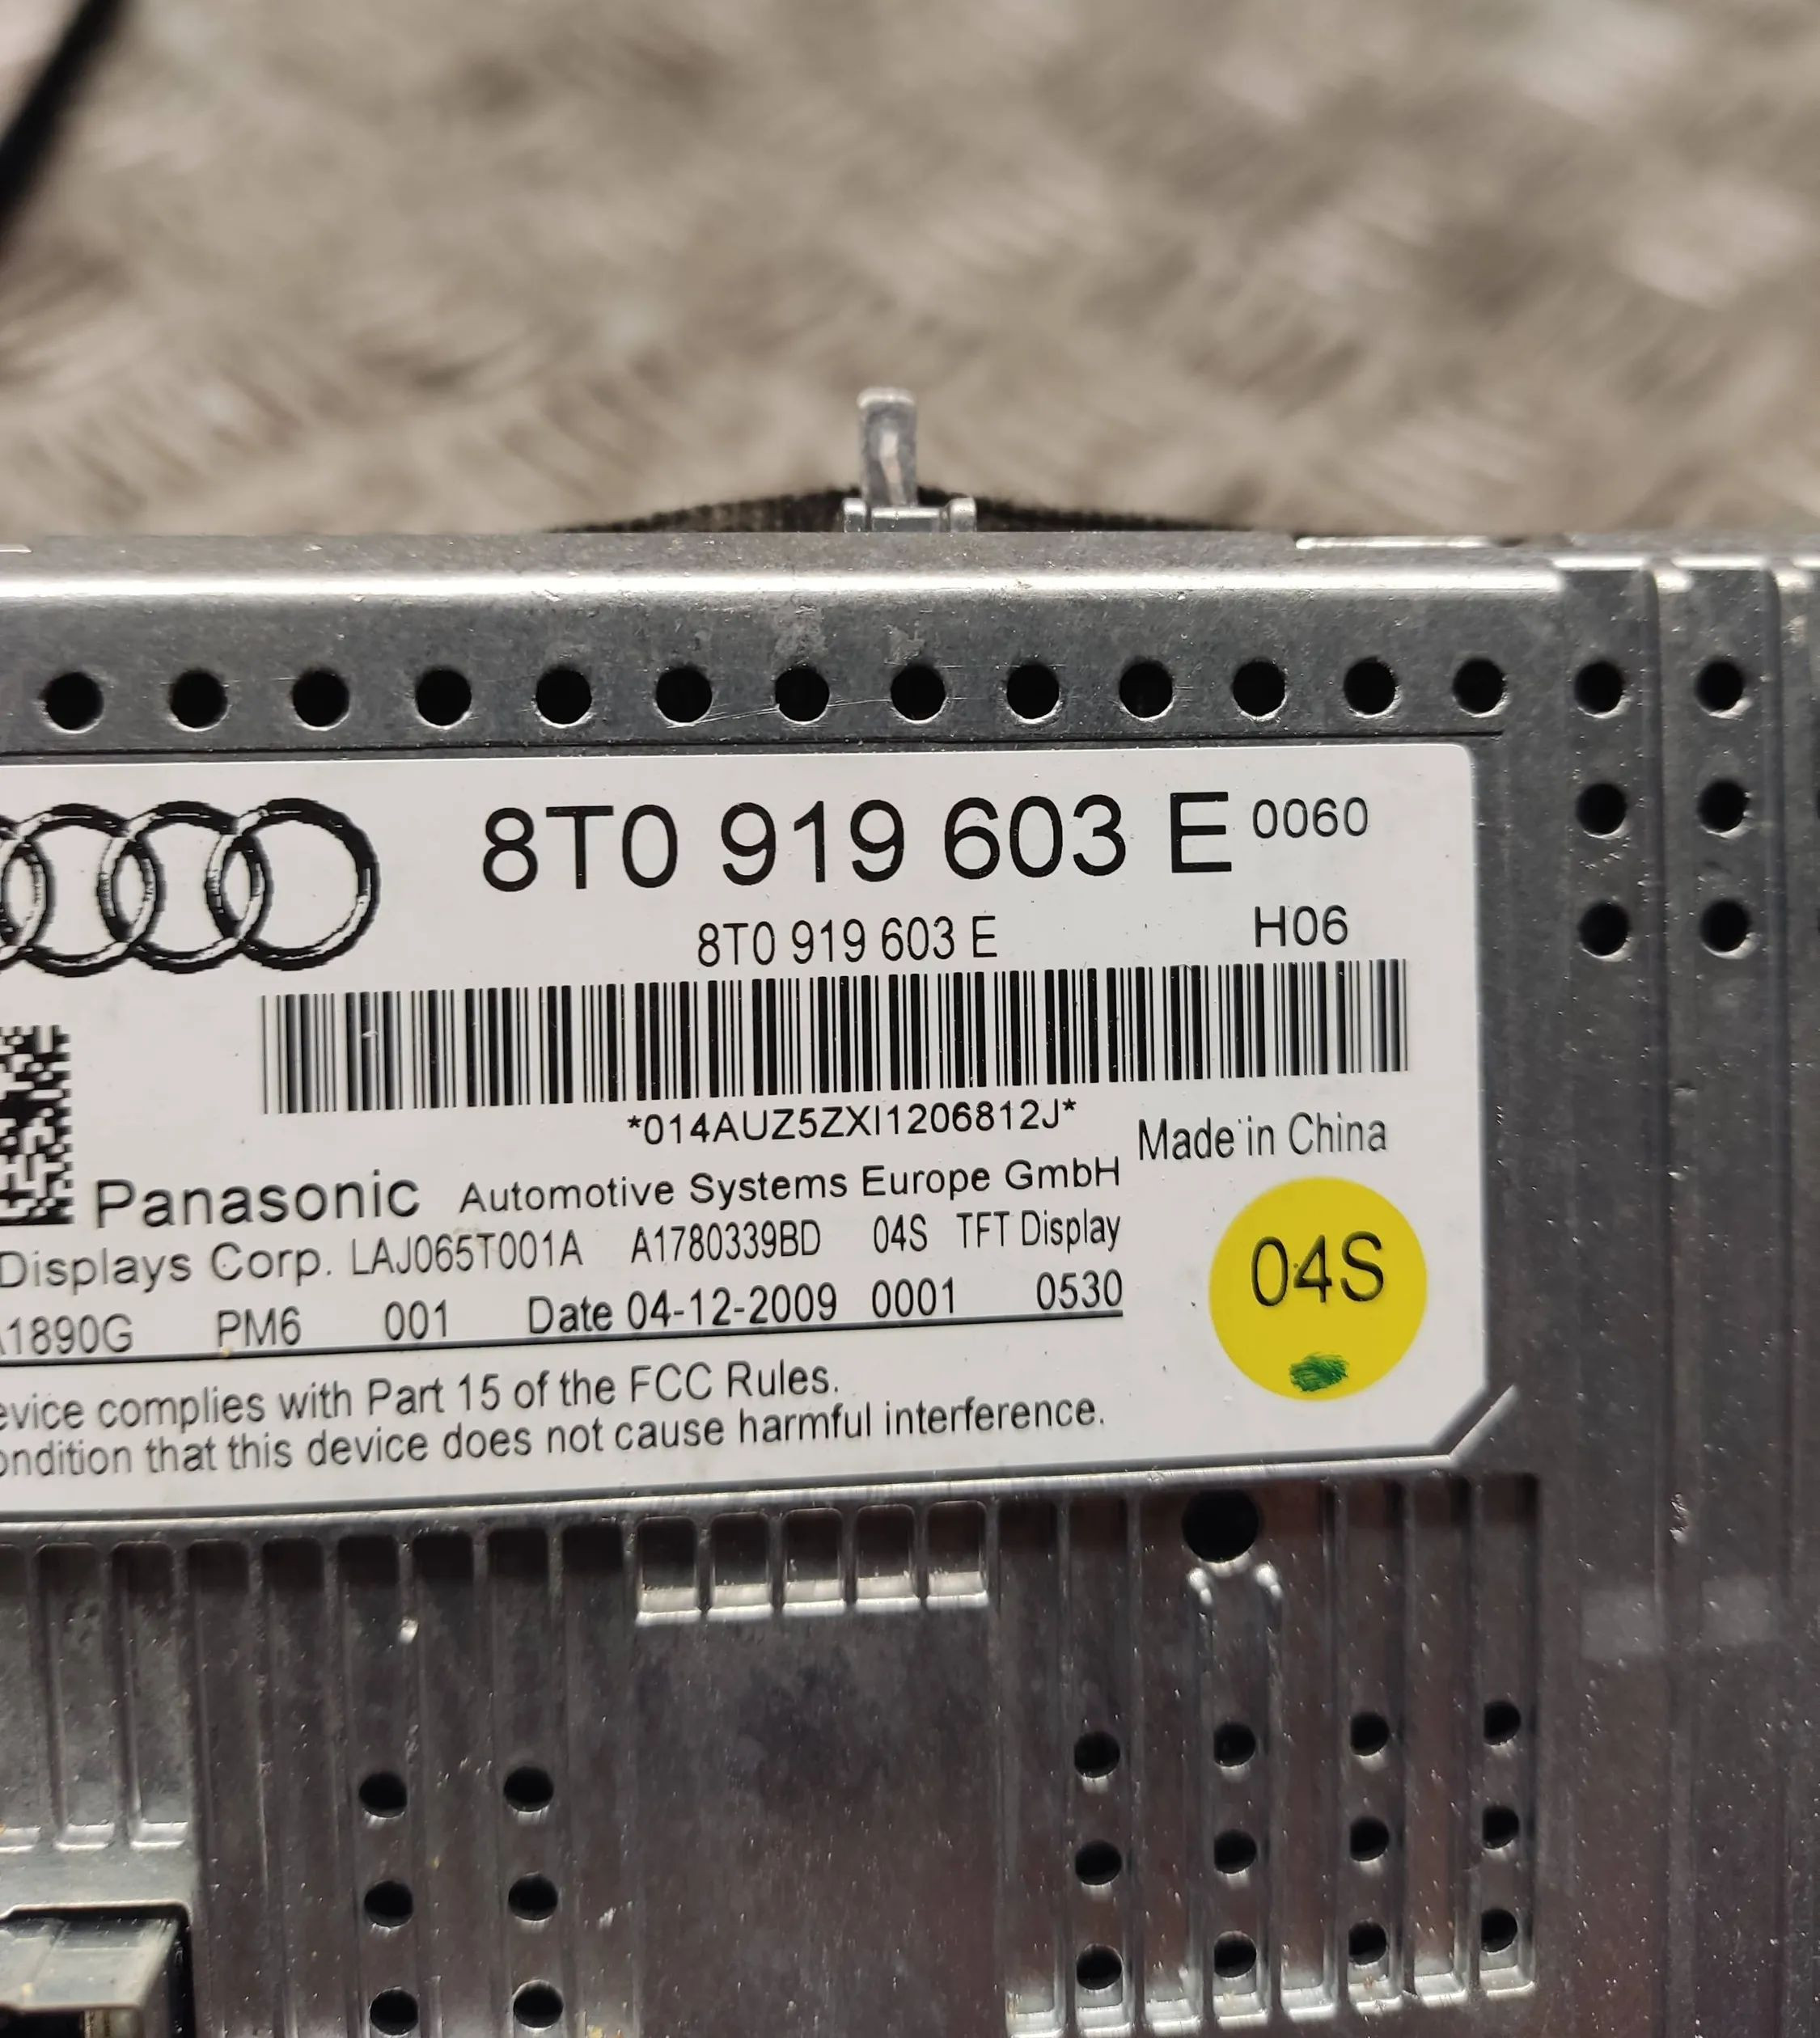 8T0 919 603 E 0060
8T0 919 603 E H06
*014AUZ5ZXI1206812J*
Made in China
Panasonic Automotive Systems Europe GmbH
Displays Corp. LAJ065T001A A1780339BD 04S TFT Display
1890G PM6 001 Date 04-12-2009 0001 0530
04S
evice complies with Part 15 of the FCC Rules.
ondition that this device does not cause harmful interference.